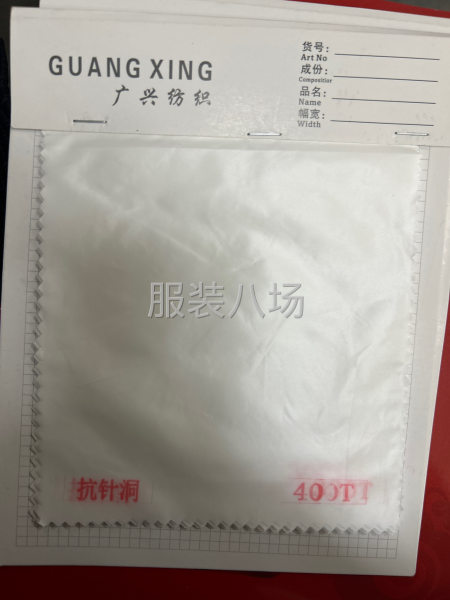 GUANG XING
广兴纺织
货号：
Art No
成份：
Composition
品名：
Name
幅宽：
Width
服装八场
抗针洞
400T